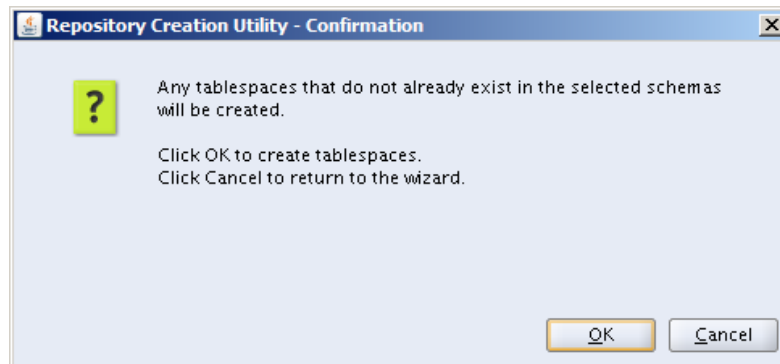 Repository Creation Utility - Confirmation
?
Any tablespaces that do not already exist in the selected schemas
will be created.
Click OK to create tablespaces.
Click Cancel to return to the wizard.
OK
Cancel